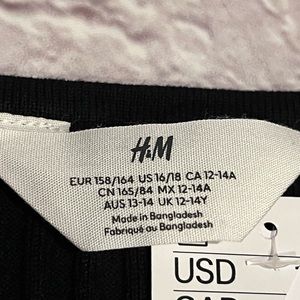 H&M
EUR 158/164 US 16/18 CA 12-14A
CN 165/84 MX 12-14A
AUS 13-14 UK 12-14Y
Made in Bangladesh
Fabriqué au Bangladesh
USD